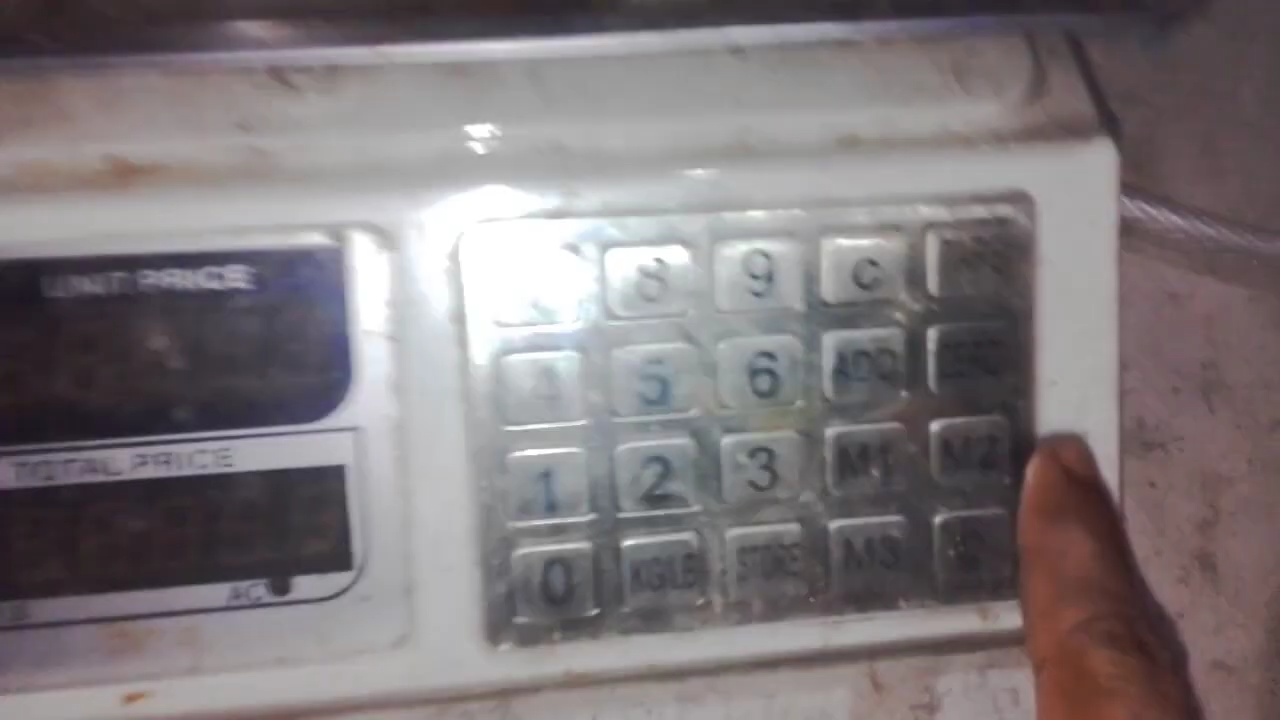 UNIT PRICE
8 9 C
4 5 6 ADD
TOTAL PRICE
1 2 3 M1 M2
0 KG/LB STORE M3
AC